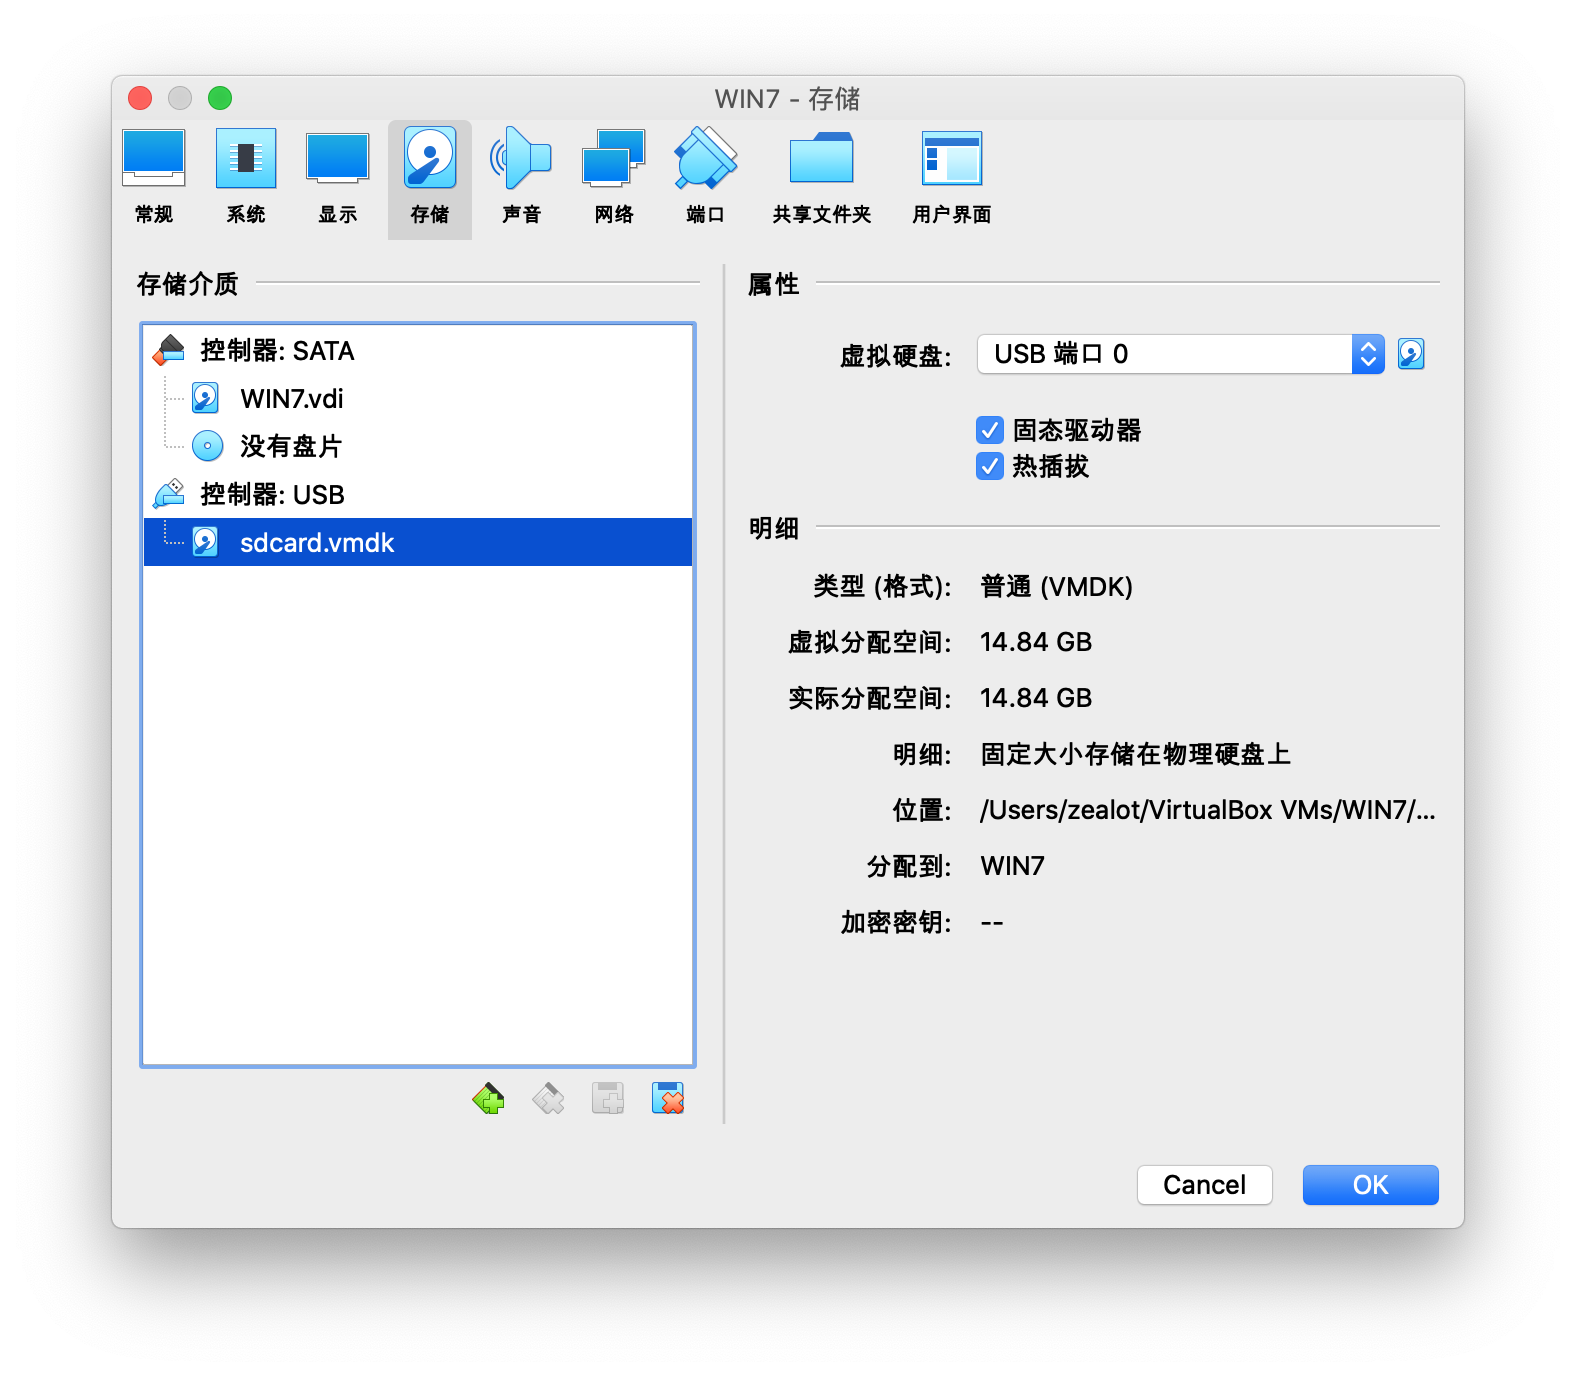 WIN7 - 存储
常规
系统
显示
存储
声音
网络
端口
共享文件夹
用户界面
存储介质
控制器: SATA
WIN7.vdi
没有盘片
控制器: USB
sdcard.vmdk
属性
虚拟硬盘: USB 端口 0
固态驱动器
热插拔
明细
类型 (格式): 普通 (VMDK)
虚拟分配空间: 14.84 GB
实际分配空间: 14.84 GB
明细: 固定大小存储在物理硬盘上
位置: /Users/zealot/VirtualBox VMs/WIN7/...
分配到: WIN7
加密密钥: --
Cancel
OK